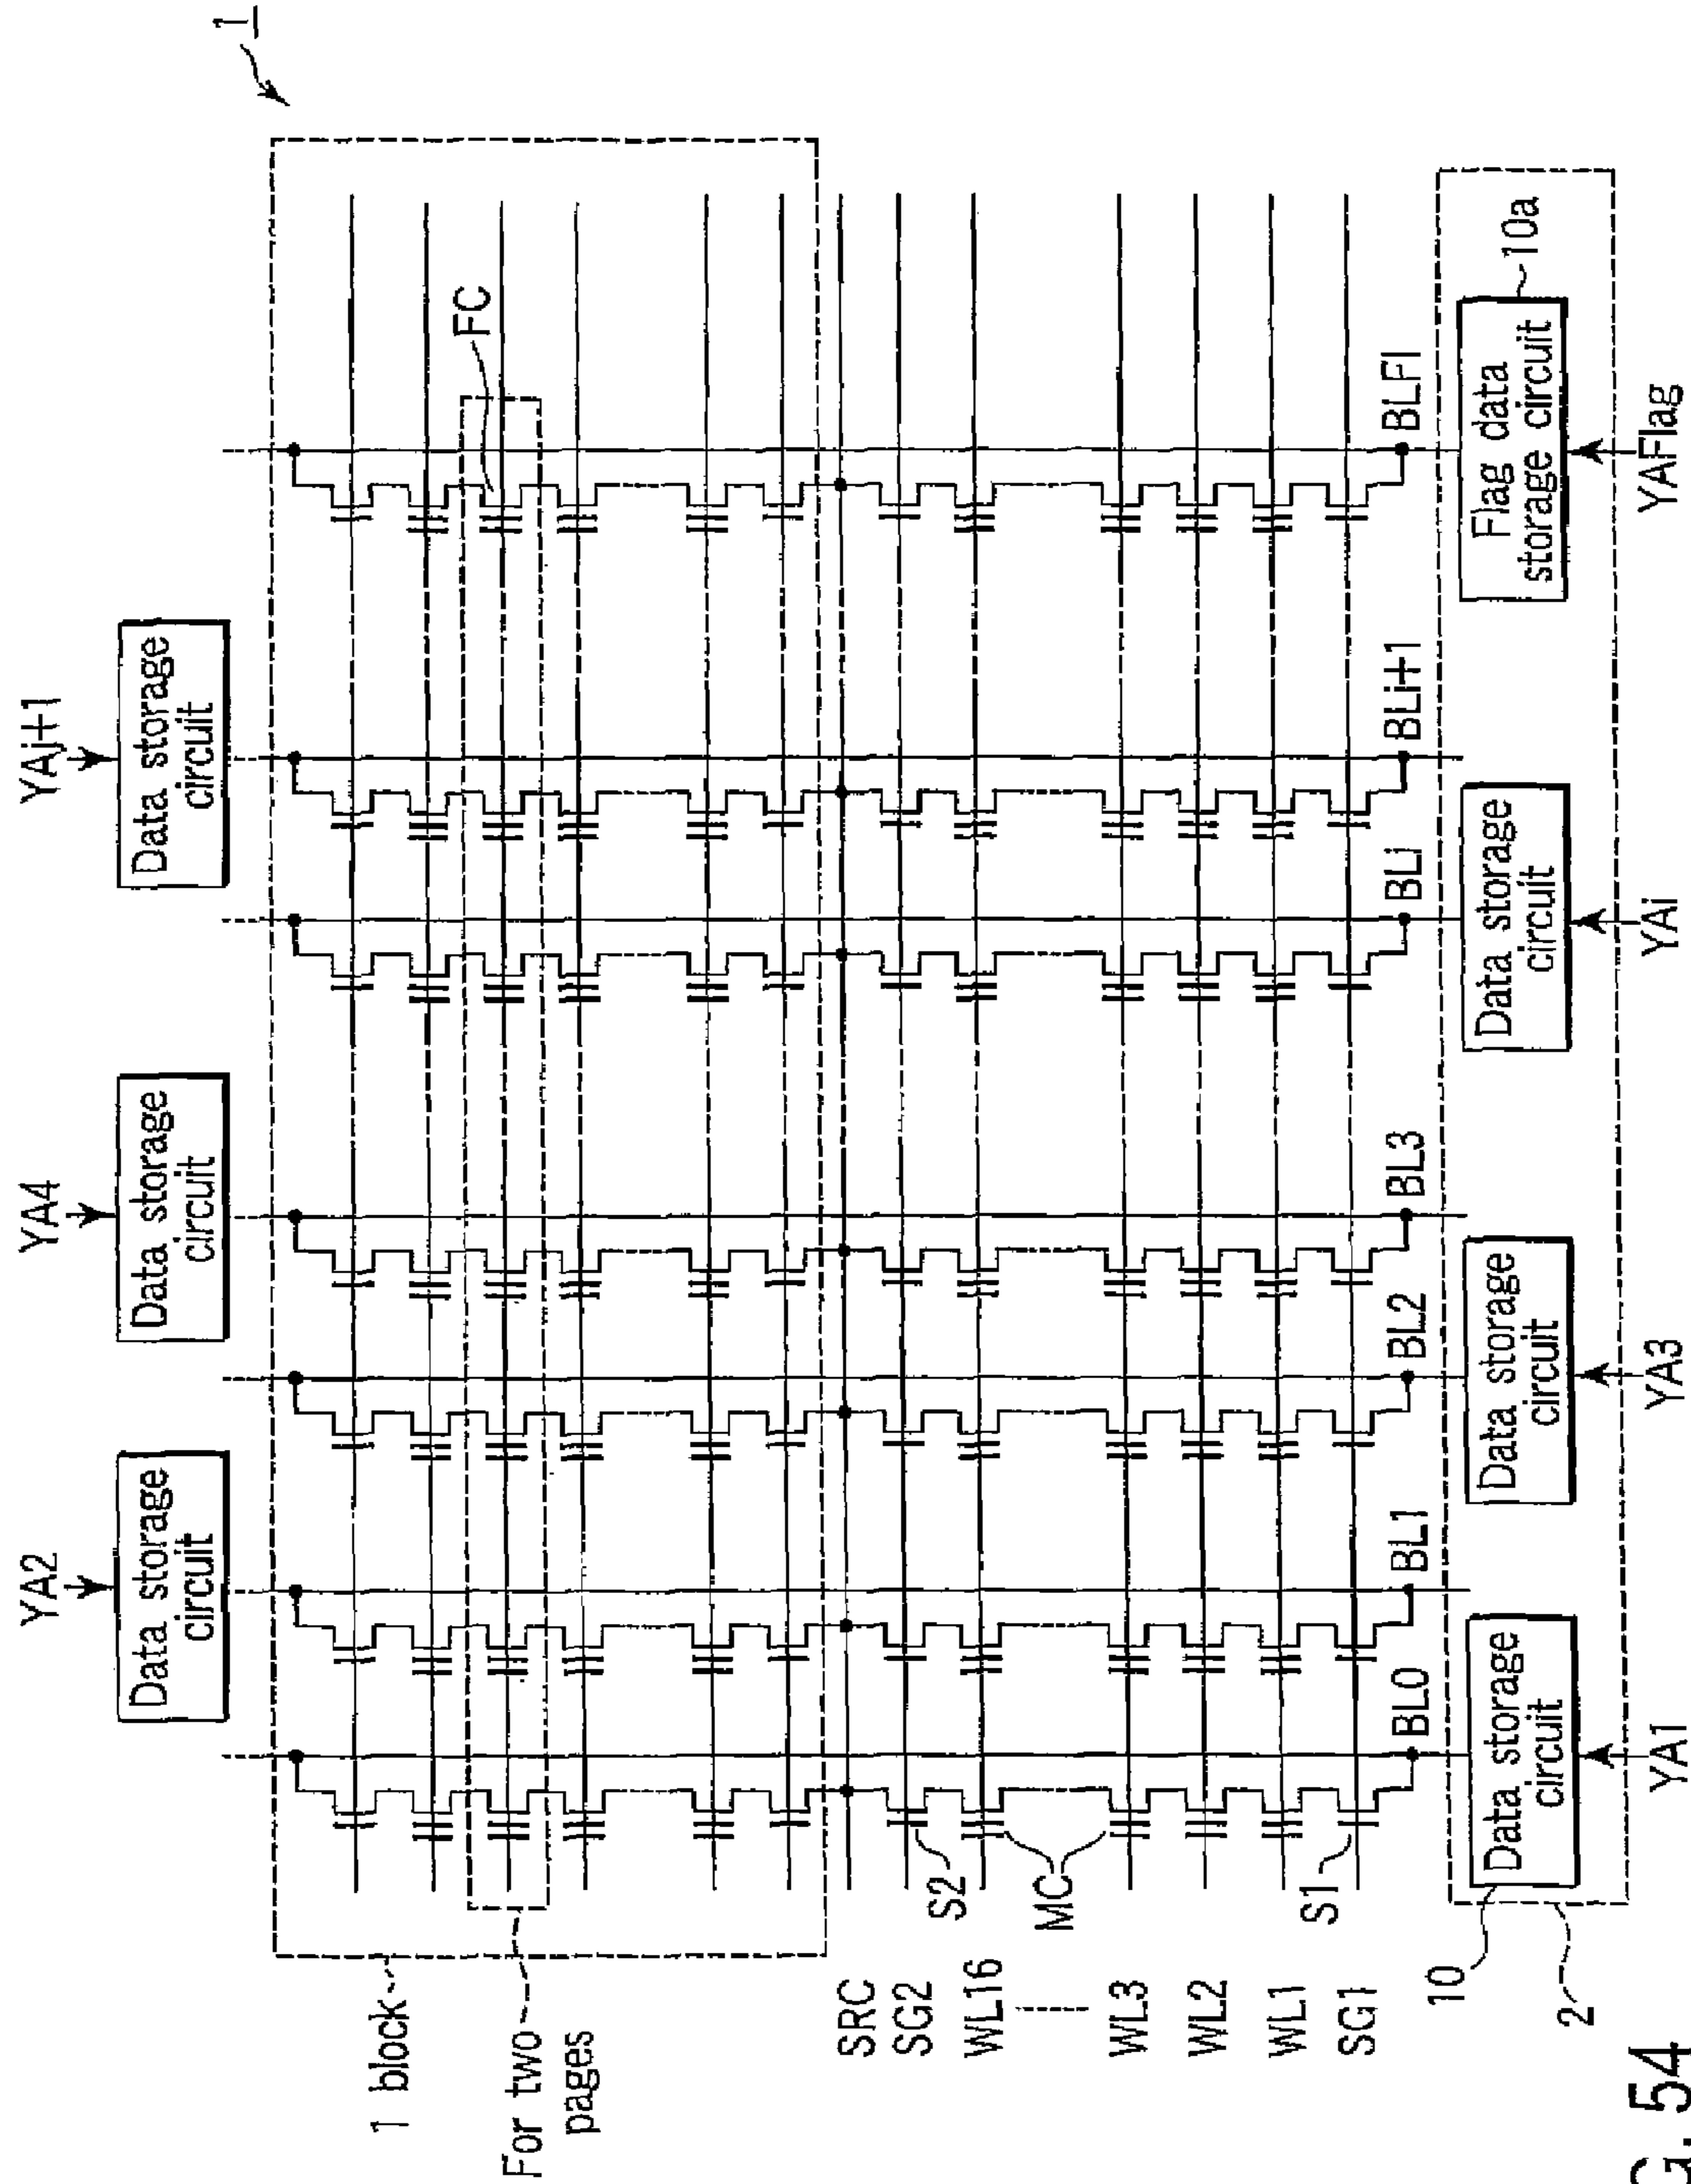 1
YA2
YA4
YAj+1
Data storage
circuit
Data storage
circuit
Data storage
circuit
1 block
For two
pages
FC
SRC
SG2
S2
WL16
MC
WL3
WL2
WL1
S1
SG1
BL0
BL1
BL2
BL3
BLi
BLi+1
BLFl
10
Data storage
circuit
Data storage
circuit
Data storage
circuit
Flag data
storage circuit
10a
2
YA1
YA3
YAi
YAFlag
G. 54